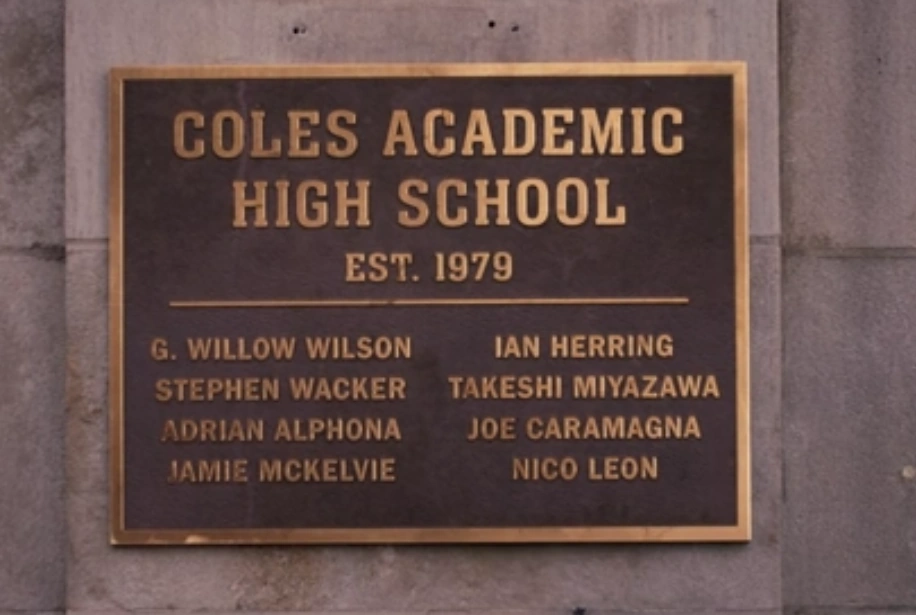 COLES ACADEMIC
HIGH SCHOOL
EST. 1979
G. WILLOW WILSON
STEPHEN WACKER
ADRIAN ALPHONA
JAMIE MCKELVIE
IAN HERRING
TAKESHI MIYAZAWA
JOE CARAMAGNA
NICO LEON